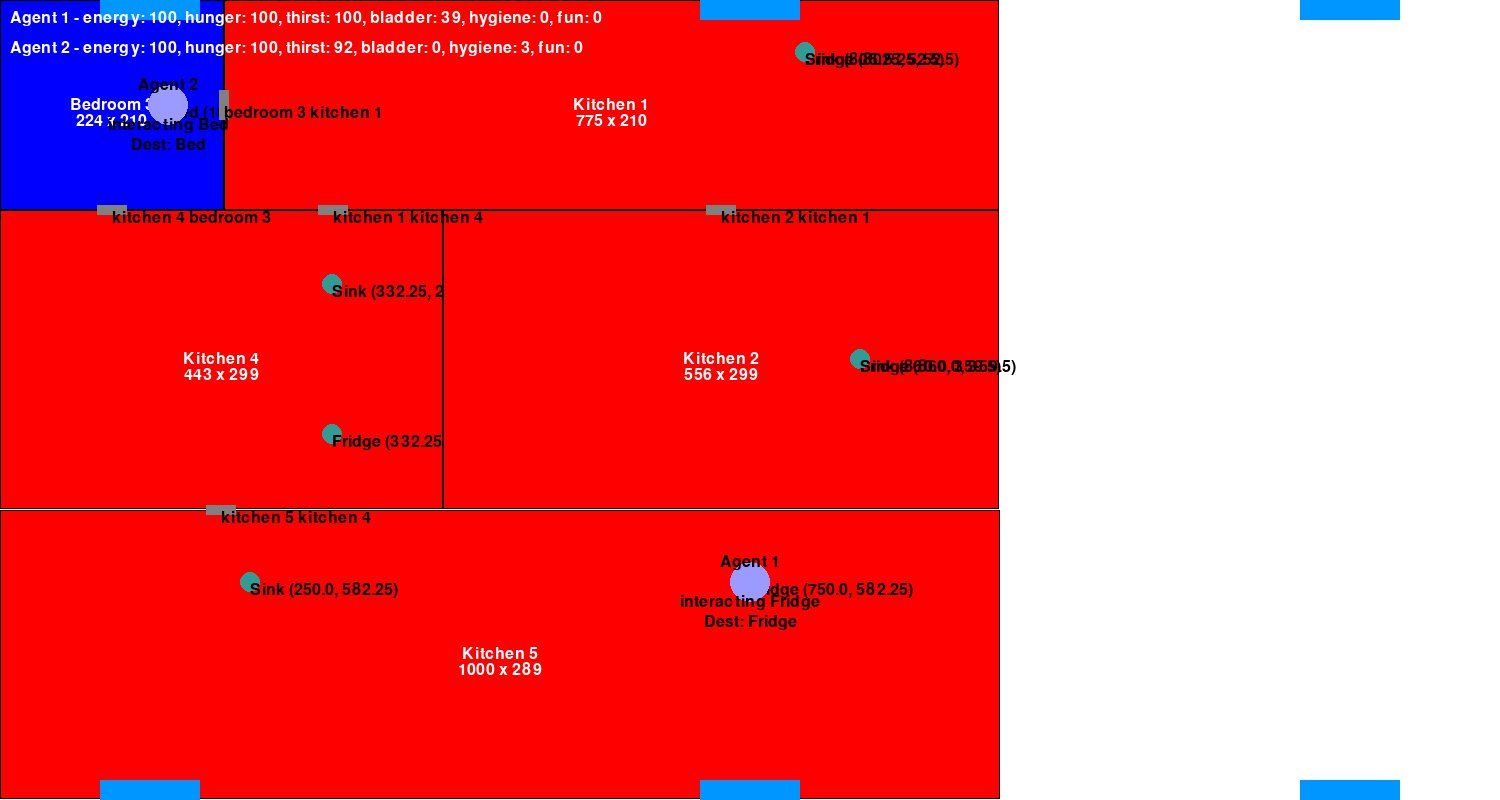 Agent 1 - energy: 100, hunger: 100, thirst: 100, bladder: 39, hygiene: 0, fun: 0
Agent 2 - energy: 100, hunger: 100, thirst: 92, bladder: 0, hygiene: 3, fun: 0
Agent 2
Bedroom 3
224 x 210
bedroom 3 kitchen 1
interacting Bed
Dest: Bed
Kitchen 1
775 x 210
kitchen 4 bedroom 3
kitchen 1 kitchen 4
kitchen 2 kitchen 1
Sink (332.25, 2
Kitchen 4
443 x 299
Kitchen 2
556 x 299
Fridge (332.25
kitchen 5 kitchen 4
Agent 1
Sink (250.0, 582.25)
idge (750.0, 582.25)
interacting Fridge
Dest: Fridge
Kitchen 5
1000 x 289